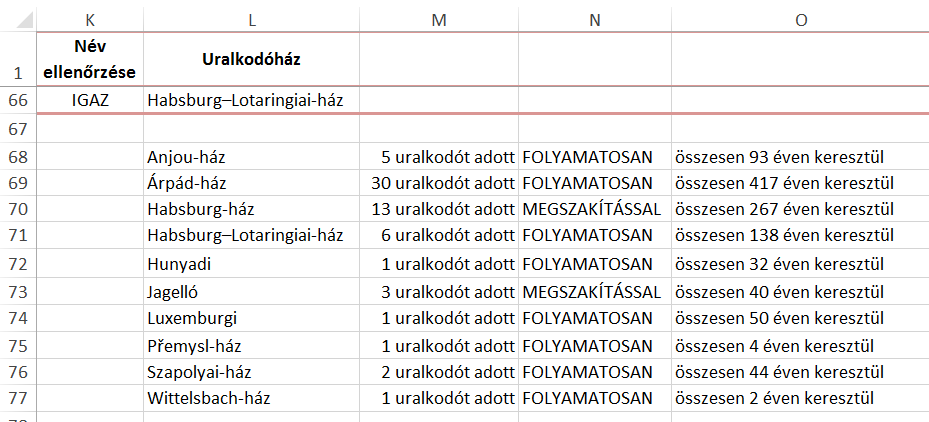 K L M N O
1 Név ellenőrzése Uralkodóház
66 IGAZ Habsburg–Lotaringiai-ház
67
68 Anjou-ház 5 uralkodót adott FOLYAMATOSAN összesen 93 éven keresztül
69 Árpád-ház 30 uralkodót adott FOLYAMATOSAN összesen 417 éven keresztül
70 Habsburg-ház 13 uralkodót adott MEGSZAKÍTÁSSAL összesen 267 éven keresztül
71 Habsburg–Lotaringiai-ház 6 uralkodót adott FOLYAMATOSAN összesen 138 éven keresztül
72 Hunyadi 1 uralkodót adott FOLYAMATOSAN összesen 32 éven keresztül
73 Jagelló 3 uralkodót adott MEGSZAKÍTÁSSAL összesen 40 éven keresztül
74 Luxemburgi 1 uralkodót adott FOLYAMATOSAN összesen 50 éven keresztül
75 Přemysl-ház 1 uralkodót adott FOLYAMATOSAN összesen 4 éven keresztül
76 Szapolyai-ház 2 uralkodót adott FOLYAMATOSAN összesen 44 éven keresztül
77 Wittelsbach-ház 1 uralkodót adott FOLYAMATOSAN összesen 2 éven keresztül